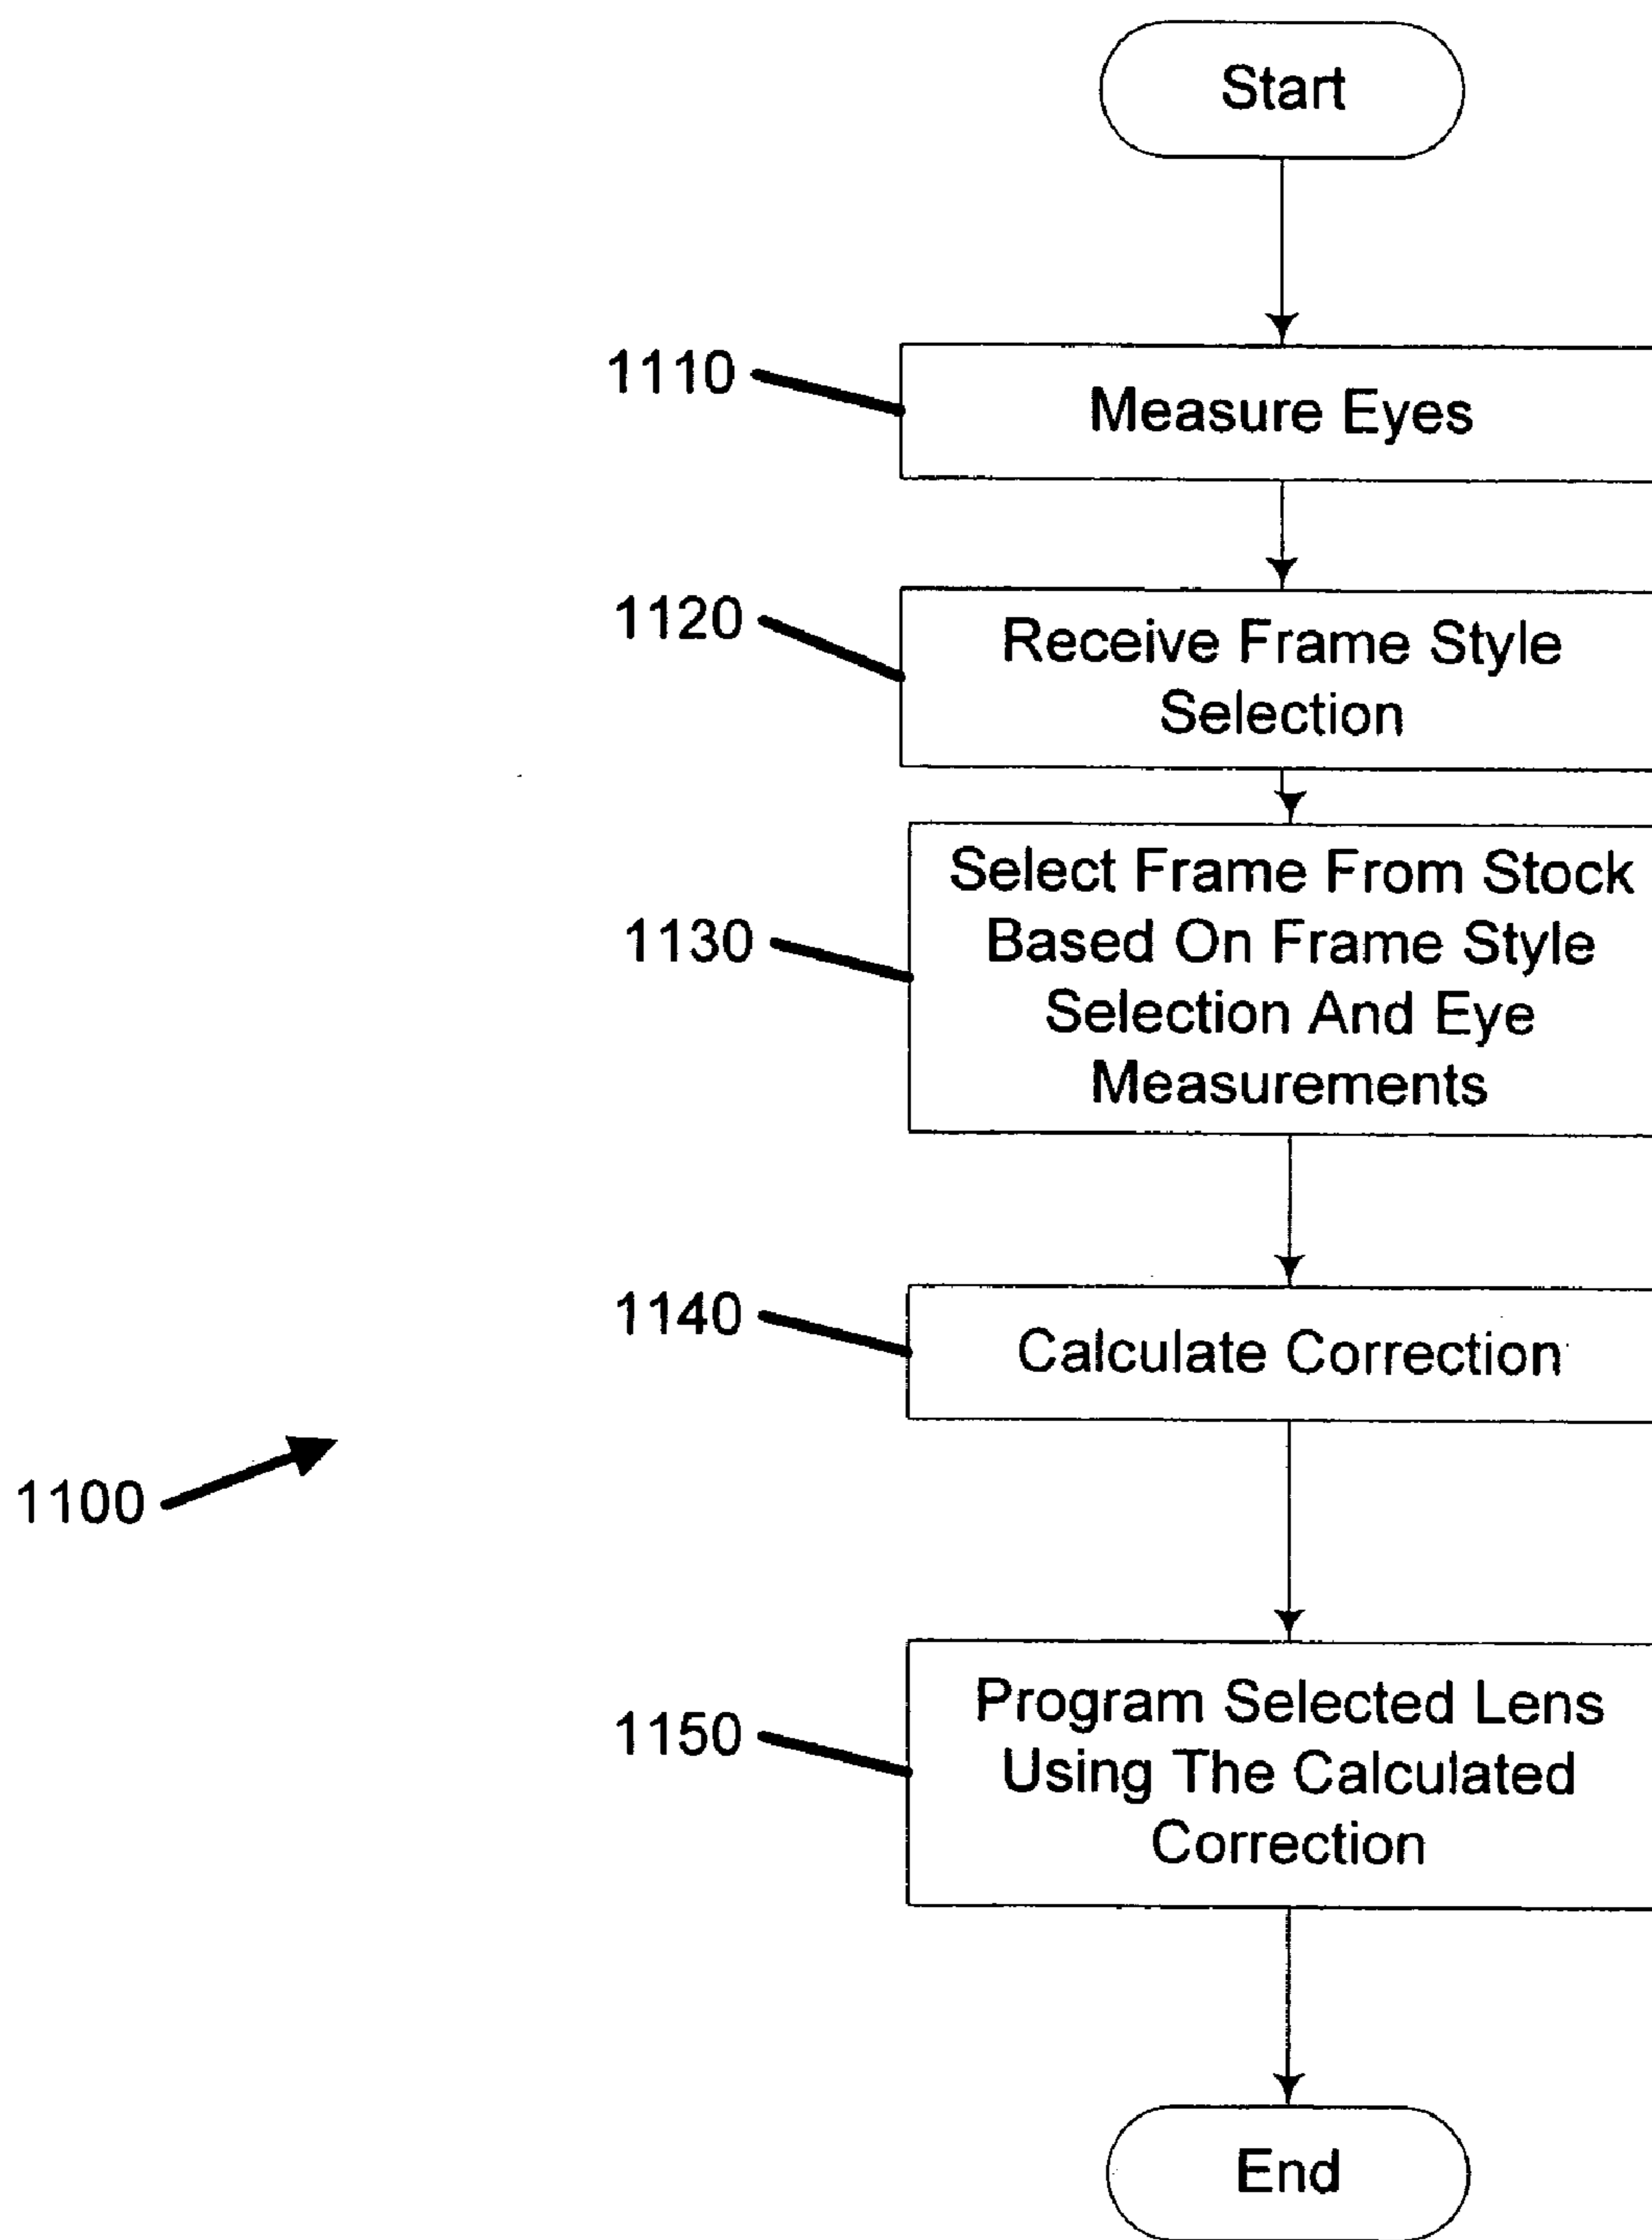 Start
1110
Measure Eyes
1120
Receive Frame Style
Selection
1130
Select Frame From Stock
Based On Frame Style
Selection And Eye
Measurements
1140
Calculate Correction
1100
1150
Program Selected Lens
Using The Calculated
Correction
End